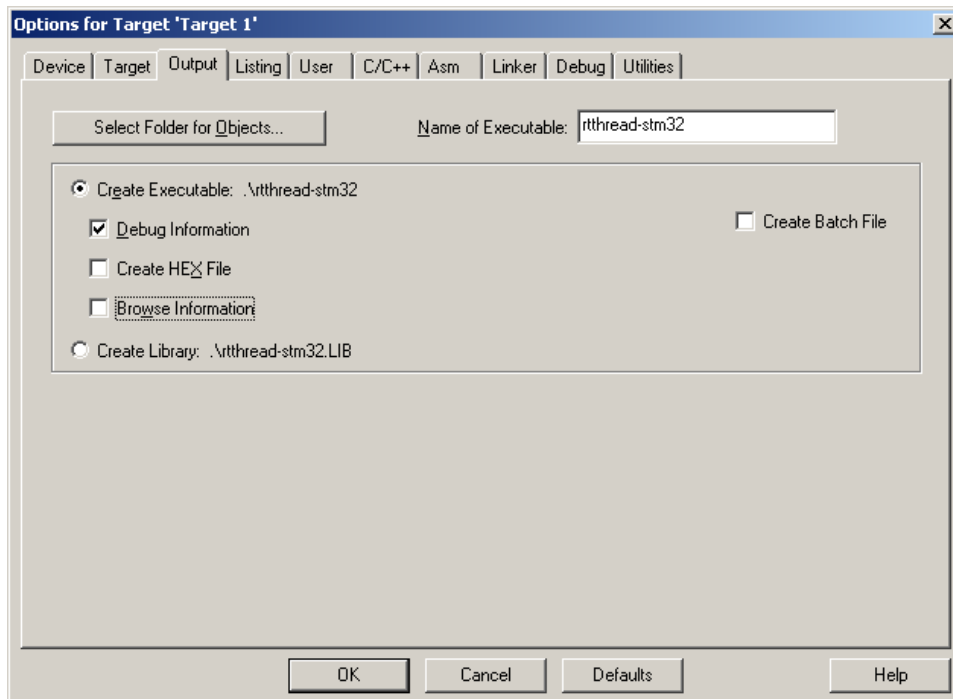 Options for Target 'Target 1'
Device Target Output Listing User C/C++ Asm Linker Debug Utilities
Select Folder for Objects... Name of Executable: rtthread-stm32
Create Executable: .\rtthread-stm32
Debug Information Create Batch File
Create HEX File
Browse Information
Create Library: .\rtthread-stm32.LIB
OK Cancel Defaults Help